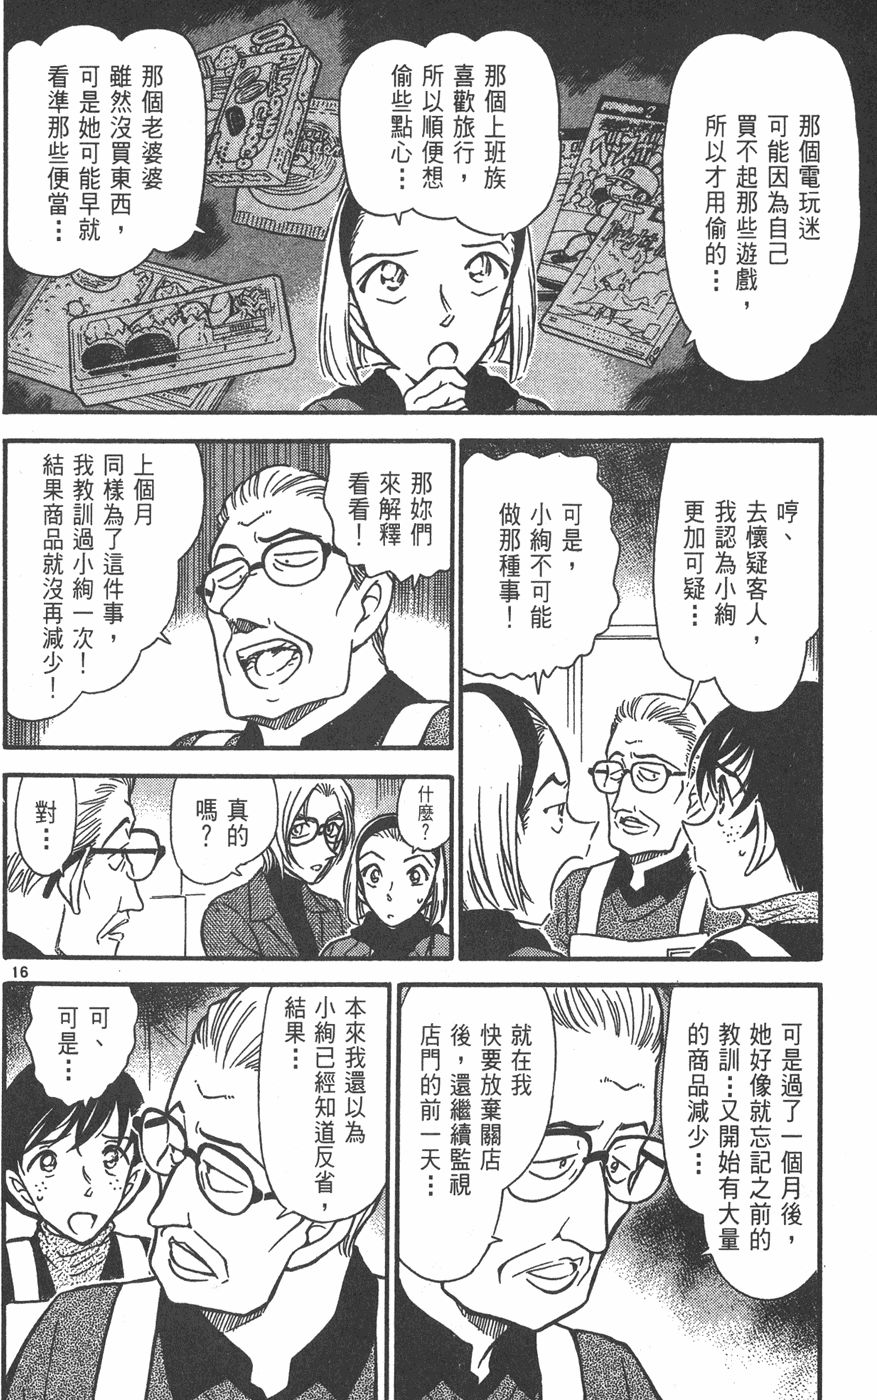 那個電玩迷
可能因為自己
買不起那些遊戲，
所以才用偷的…
那個上班族
喜歡旅行，
所以順便想
偷些點心…
那個老婆婆
雖然沒買東西，
可是她可能早就
看準那些便當…
哼、
去懷疑客人，
我認為小絢
更加可疑…
可是，
小絢不可能
做那種事！
那妳們
來解釋
看看！
上個月
同樣為了這件事，
我教訓過小絢一次！
結果商品就沒再減少！
什麼？
真的
嗎？
對…
16
可是過了一個月後，
她好像就忘記之前的
教訓…又開始有大量
的商品減少…
就在我
快要放棄關店
後，還繼續監視
店門的前一天…
本來我還以為
小絢已經知道反省，
結果…
可、
可是…